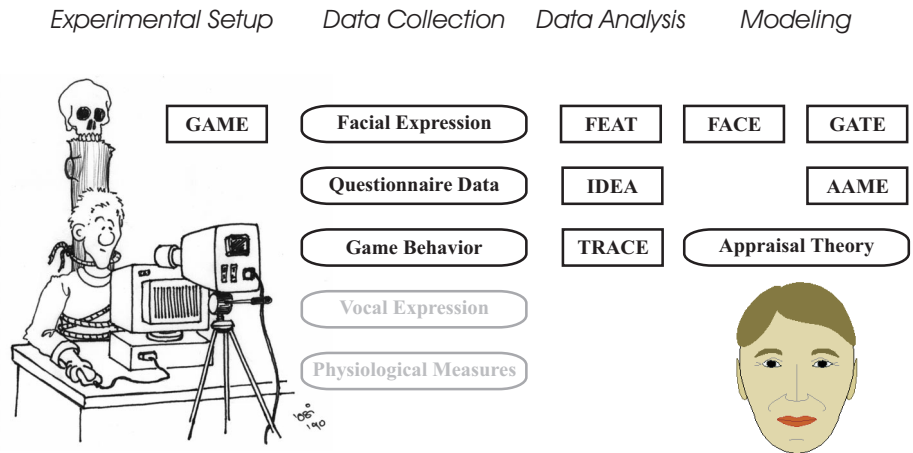 Experimental Setup Data Collection Data Analysis Modeling
GAME Facial Expression FEAT FACE GATE
Questionnaire Data IDEA AAME
Game Behavior TRACE Appraisal Theory
Vocal Expression
Physiological Measures